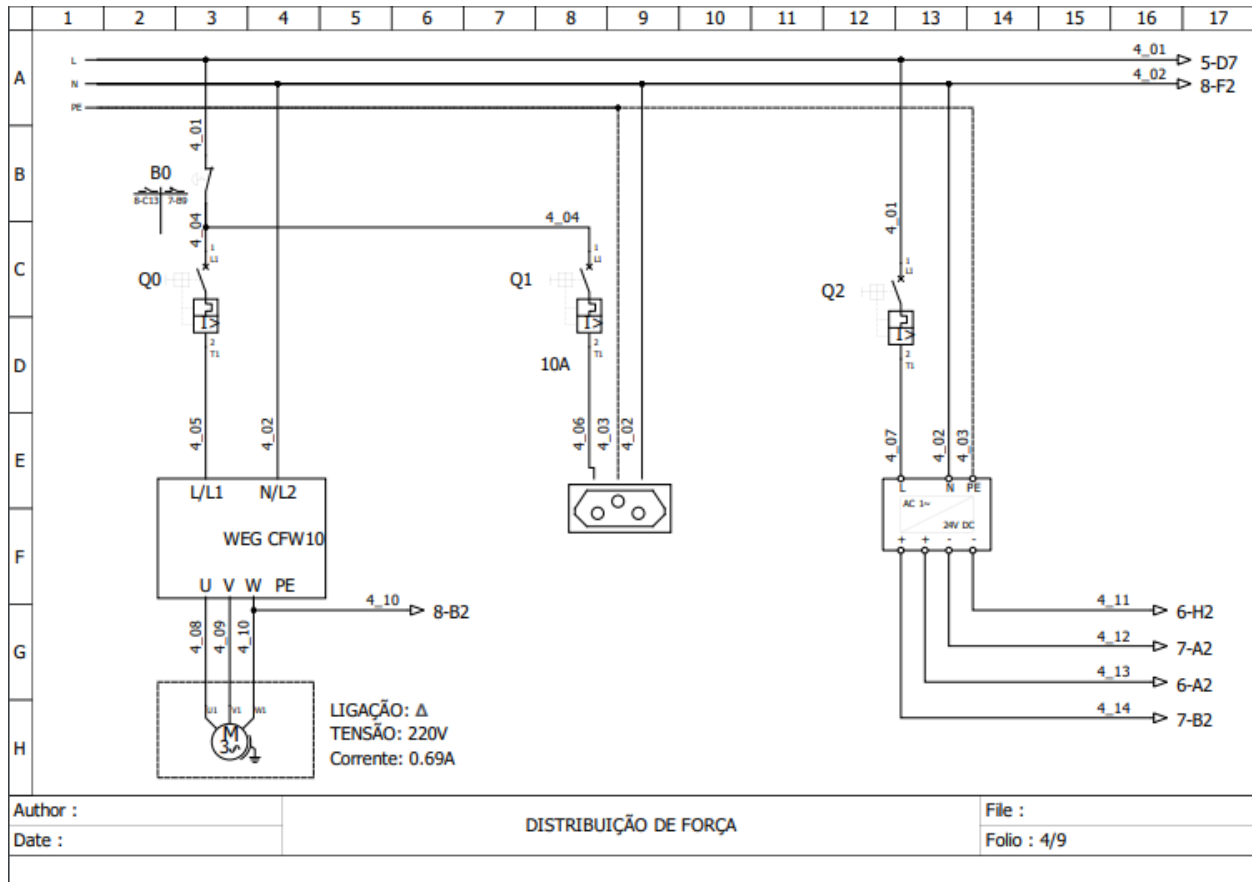 1 2 3 4 5 6 7 8 9 10 11 12 13 14 15 16 17
A
B
C
D
E
F
G
H
L
N
PE
4_01
5-D7
4_02
8-F2
4_01
B0
8-C13 7-B9
4_04
4_04
4_01
1
L1
Q0
I>
2
T1
1
L1
Q1
I>
2
T1
10A
1
L1
Q2
I>
2
T1
4_05
4_02
4_06
4_03
4_02
4_07
4_02
4_03
L/L1 N/L2
WEG CFW10
U V W PE
L N PE
AC 1~
24V DC
+ + - -
4_10
8-B2
4_08
4_09
4_10
4_11
6-H2
4_12
7-A2
4_13
6-A2
4_14
7-B2
U1 V1 W1
M
3~
LIGAÇÃO: Δ
TENSÃO: 220V
Corrente: 0.69A
Author :
Date :
DISTRIBUIÇÃO DE FORÇA
File :
Folio : 4/9